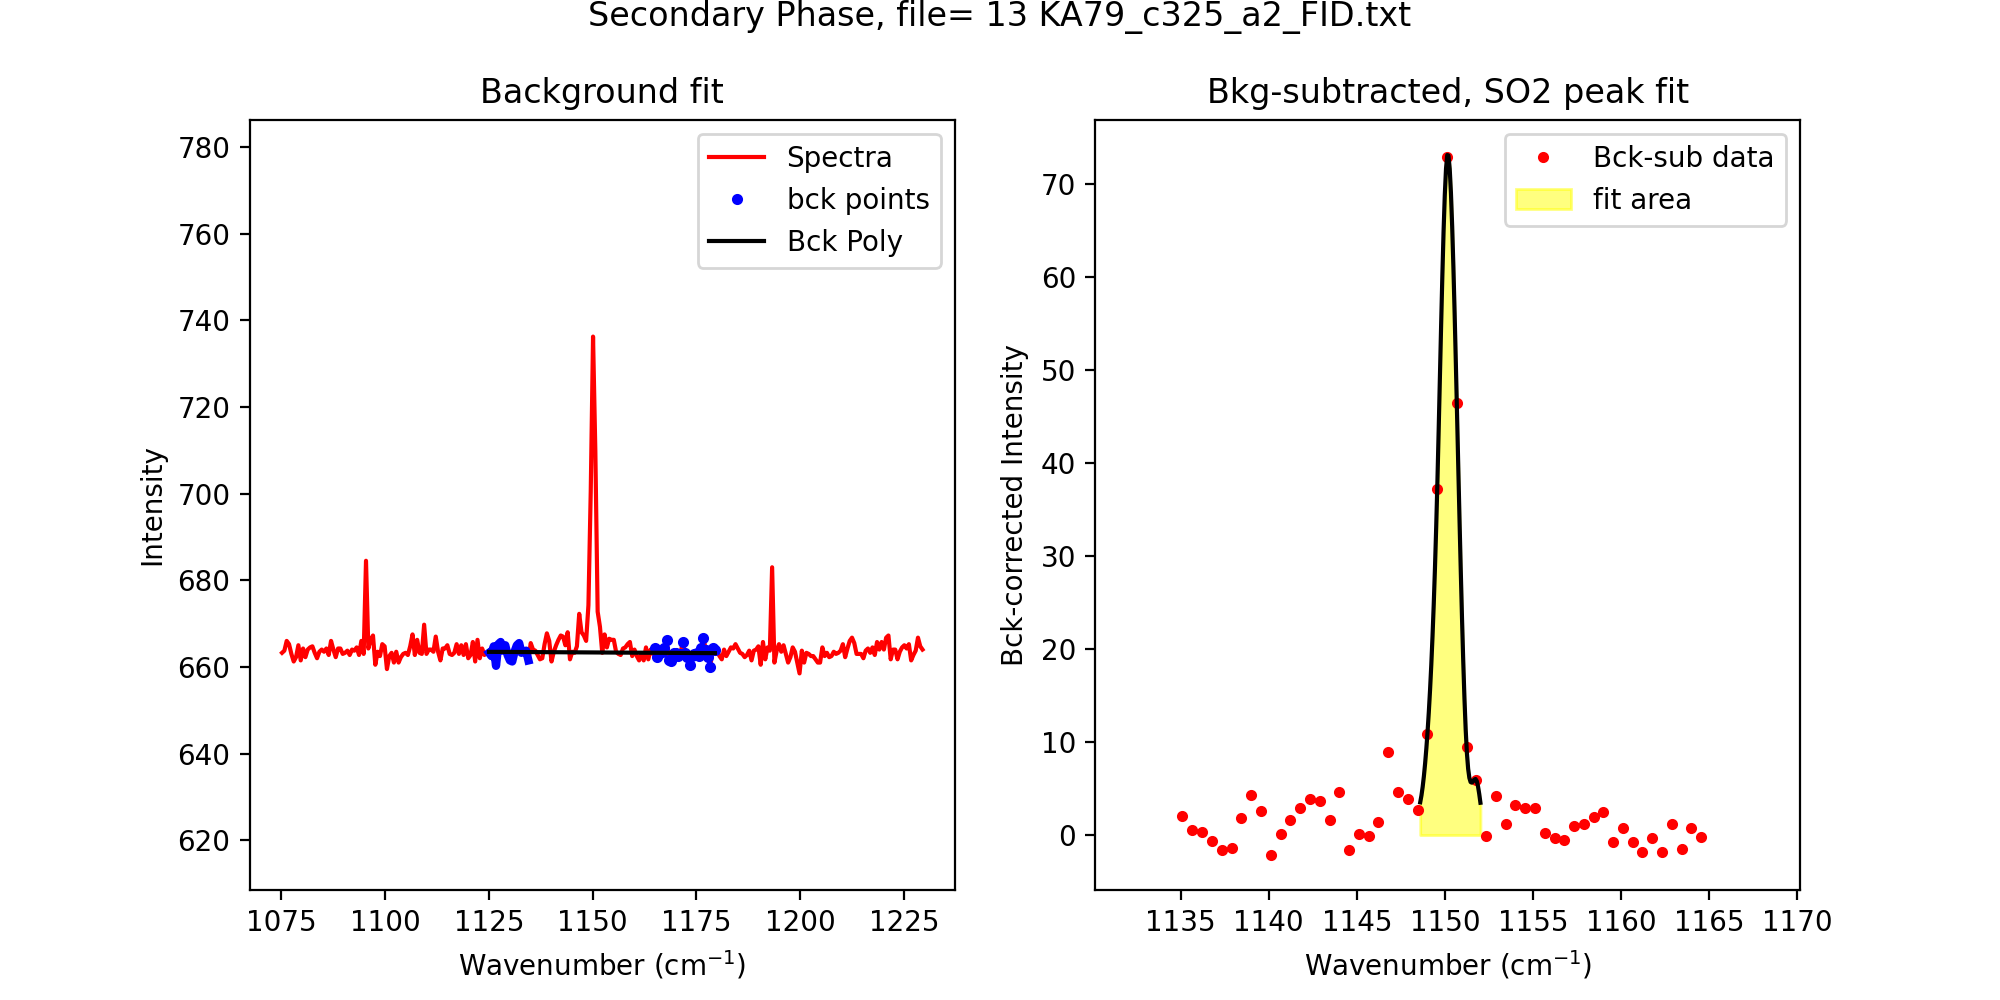 Secondary Phase, file= 13 KA79_c325_a2_FID.txt
Background fit
780
760
740
720
700
680
660
640
620
Intensity
Spectra
bck points
Bck Poly
1075 1100 1125 1150 1175 1200 1225
Wavenumber (cm⁻¹)
Bkg-subtracted, SO2 peak fit
70
60
50
40
30
20
10
0
Bck-corrected Intensity
Bck-sub data
fit area
1135 1140 1145 1150 1155 1160 1165 1170
Wavenumber (cm⁻¹)